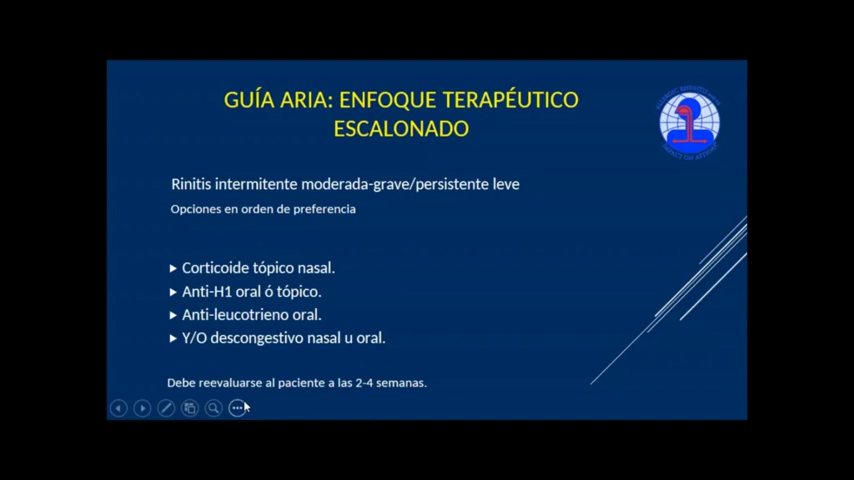 GUÍA ARIA: ENFOQUE TERAPÉUTICO
ESCALONADO
Rinitis intermitente moderada-grave/persistente leve
Opciones en orden de preferencia
Corticoide tópico nasal.
Anti-H1 oral ó tópico.
Anti-leucotrieno oral.
Y/O descongestivo nasal u oral.
Debe reevaluarse al paciente a las 2-4 semanas.